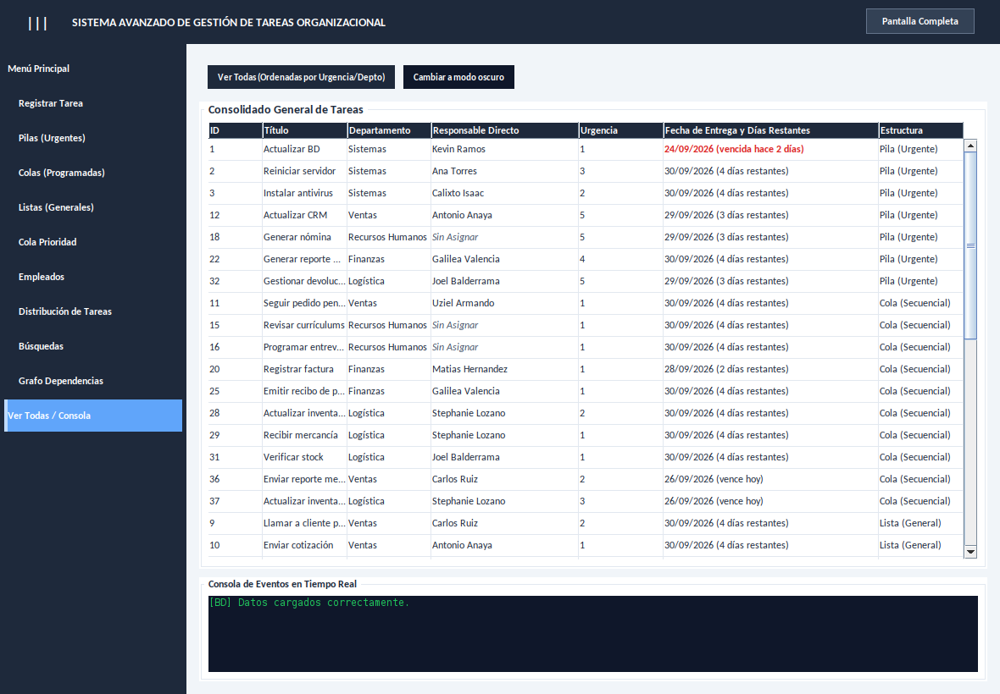 ||| SISTEMA AVANZADO DE GESTIÓN DE TAREAS ORGANIZACIONAL Pantalla Completa
Menú Principal
Registrar Tarea
Pilas (Urgentes)
Colas (Programadas)
Listas (Generales)
Cola Prioridad
Empleados
Distribución de Tareas
Búsquedas
Grafo Dependencias
Ver Todas / Consola
Ver Todas (Ordenadas por Urgencia/Depto) Cambiar a modo oscuro
Consolidado General de Tareas
ID Título Departamento Responsable Directo Urgencia Fecha de Entrega y Días Restantes Estructura
1 Actualizar BD Sistemas Kevin Ramos 1 24/09/2026 (vencida hace 2 días) Pila (Urgente)
2 Reiniciar servidor Sistemas Ana Torres 3 30/09/2026 (4 días restantes) Pila (Urgente)
3 Instalar antivirus Sistemas Calixto Isaac 2 30/09/2026 (4 días restantes) Pila (Urgente)
12 Actualizar CRM Ventas Antonio Anaya 5 29/09/2026 (3 días restantes) Pila (Urgente)
18 Generar nómina Recursos Humanos Sin Asignar 5 29/09/2026 (3 días restantes) Pila (Urgente)
22 Generar reporte ... Finanzas Galilea Valencia 4 30/09/2026 (4 días restantes) Pila (Urgente)
32 Gestionar devoluc... Logística Joel Balderrama 5 29/09/2026 (3 días restantes) Pila (Urgente)
11 Seguir pedido pen... Ventas Uziel Armando 1 30/09/2026 (4 días restantes) Cola (Secuencial)
15 Revisar currículums Recursos Humanos Sin Asignar 1 30/09/2026 (4 días restantes) Cola (Secuencial)
16 Programar entrev... Recursos Humanos Sin Asignar 1 30/09/2026 (4 días restantes) Cola (Secuencial)
20 Registrar factura Finanzas Matias Hernandez 1 28/09/2026 (2 días restantes) Cola (Secuencial)
25 Emitir recibo de p... Finanzas Galilea Valencia 1 30/09/2026 (4 días restantes) Cola (Secuencial)
28 Actualizar inventa... Logística Stephanie Lozano 2 30/09/2026 (4 días restantes) Cola (Secuencial)
29 Recibir mercancía Logística Stephanie Lozano 1 30/09/2026 (4 días restantes) Cola (Secuencial)
31 Verificar stock Logística Joel Balderrama 1 30/09/2026 (4 días restantes) Cola (Secuencial)
36 Enviar reporte me... Ventas Carlos Ruiz 2 26/09/2026 (vence hoy) Cola (Secuencial)
37 Actualizar inventa... Logística Stephanie Lozano 3 26/09/2026 (vence hoy) Cola (Secuencial)
9 Llamar a cliente p... Ventas Carlos Ruiz 2 30/09/2026 (4 días restantes) Lista (General)
10 Enviar cotización Ventas Antonio Anaya 1 30/09/2026 (4 días restantes) Lista (General)
Consola de Eventos en Tiempo Real
[BD] Datos cargados correctamente.